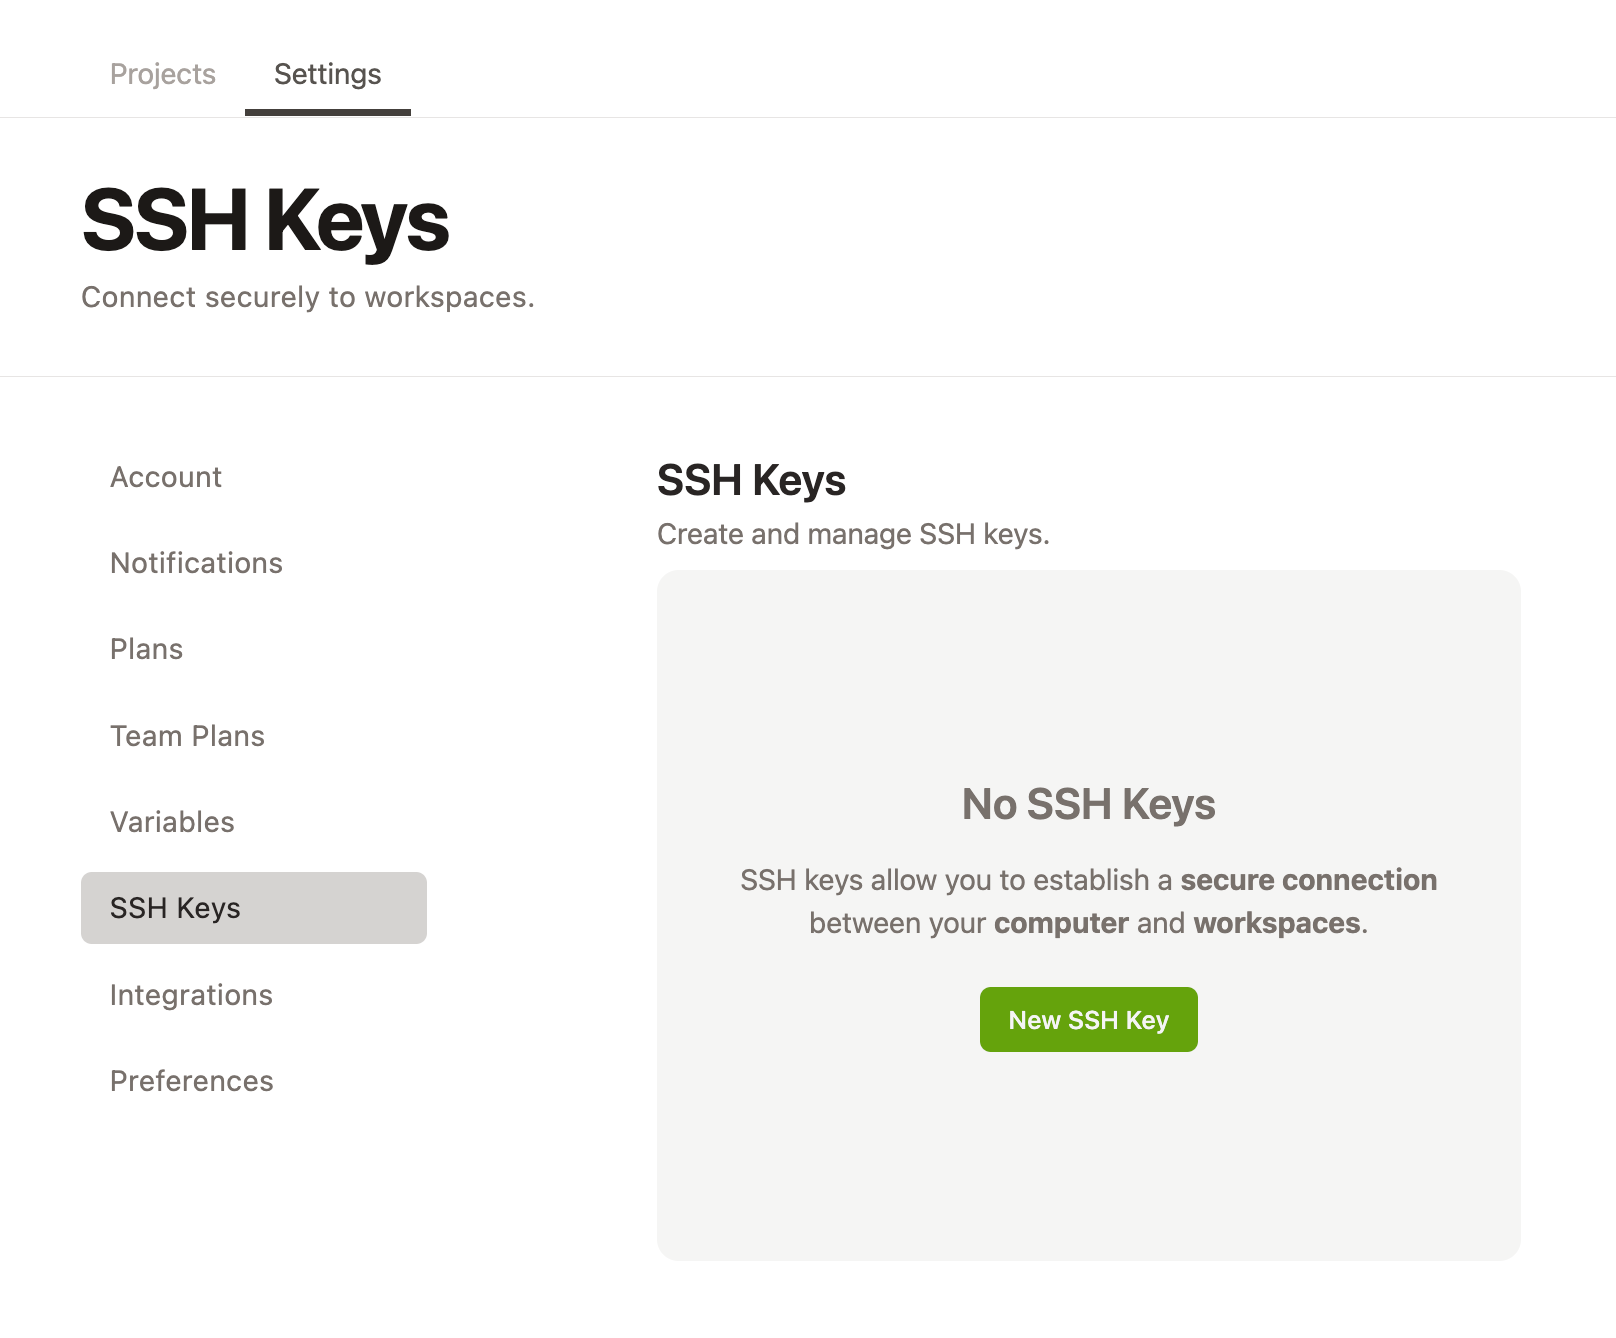 Projects Settings
SSH Keys
Connect securely to workspaces.
Account
Notifications
Plans
Team Plans
Variables
SSH Keys
Integrations
Preferences
SSH Keys
Create and manage SSH keys.
No SSH Keys
SSH keys allow you to establish a secure connection
between your computer and workspaces.
New SSH Key